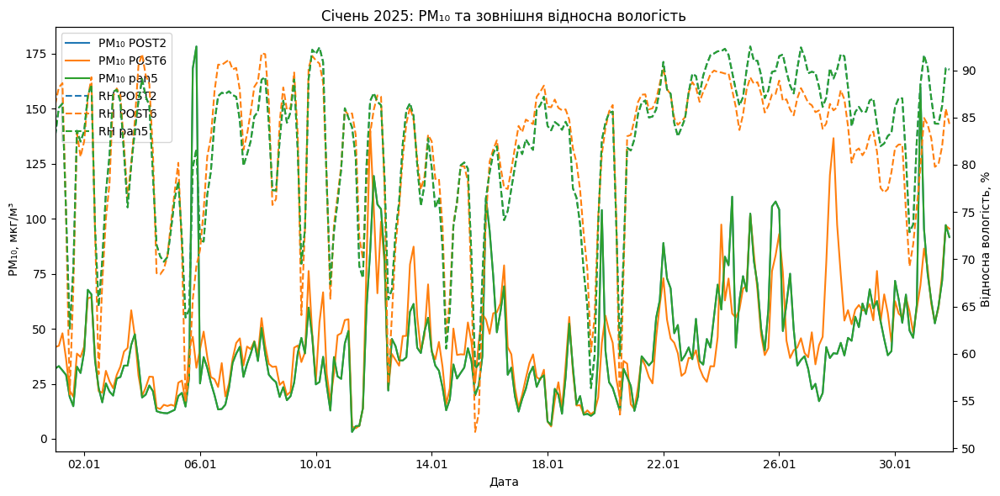 Січень 2025: PM₁₀ та зовнішня відносна вологість
PM₁₀ POST2
PM₁₀ POST6
PM₁₀ pan5
RH POST2
RH POST6
RH pan5
PM₁₀, мкг/м³
175
150
125
100
75
50
25
0
90
85
80
75
70
65
60
55
50
Відносна вологість, %
02.01
06.01
10.01
14.01
18.01
22.01
26.01
30.01
Дата